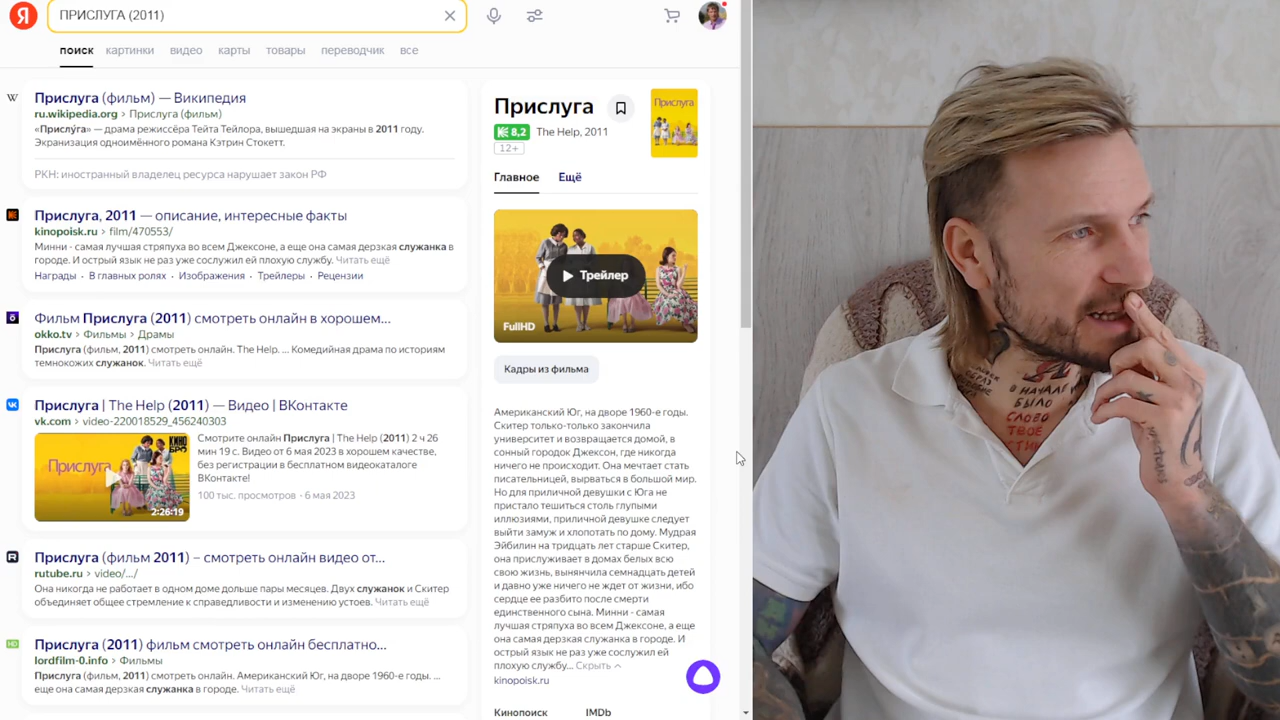 Я
ПРИСЛУГА (2011)
поиск
картинки
видео
карты
товары
переводчик
все
W
Прислуга (фильм) — Википедия
ru.wikipedia.org › Прислуга (фильм)
«Прислу́га» — драма режиссёра Тейта Тейлора, вышедшая на экраны в 2011 году.
Экранизация одноимённого романа Кэтрин Стокетт.
РКН: иностранный владелец ресурса нарушает закон РФ
Прислуга, 2011 — описание, интересные факты
kinopoisk.ru › film/470553/
Минни - самая лучшая стряпуха во всем Джексоне, а еще она самая дерзкая служанка в
городе. И острый язык не раз уже сослужил ей плохую службу. Читать ещё
Награды · В главных ролях · Изображения · Трейлеры · Рецензии
Фильм Прислуга (2011) смотреть онлайн в хорошем...
okko.tv › Фильмы › Драмы
Прислуга (фильм, 2011) смотреть онлайн. The Help. ... Комедийная драма по историям
темнокожих служанок. Читать ещё
Прислуга | The Help (2011) — Видео | ВКонтакте
vk.com › video-220018529_456240303
Прислуга
КИНО
БРО
2:26:19
Смотрите онлайн Прислуга | The Help (2011) 2 ч 26
мин 19 с. Видео от 6 мая 2023 в хорошем качестве,
без регистрации в бесплатном видеокаталоге
ВКонтакте!
100 тыс. просмотров · 6 мая 2023
Прислуга (фильм 2011) – смотреть онлайн видео от...
rutube.ru › video/.../
Она никогда не работает в одном доме дольше пары месяцев. Двух служанок и Скитер
объединяет общее стремление к справедливости и изменению устоев. Читать ещё
HD
Прислуга (2011) фильм смотреть онлайн бесплатно...
lordfilm-0.info › Фильмы
Прислуга (фильм, 2011) смотреть онлайн. Американский Юг, на дворе 1960-е годы. ...
еще она самая дерзкая служанка в городе. Читать ещё
Прислуга
8,2
The Help, 2011
12+
Прислуга
Главное
Ещё
Трейлер
FullHD
Кадры из фильма
Американский Юг, на дворе 1960-е годы.
Скитер только-только закончила
университет и возвращается домой, в
сонный городок Джексон, где никогда
ничего не происходит. Она мечтает стать
писательницей, вырваться в большой мир.
Но для приличной девушки с Юга не
пристало тешиться столь глупыми
иллюзиями, приличной девушке следует
выйти замуж и хлопотать по дому. Мудрая
Эйбилин на тридцать лет старше Скитер,
она прислуживает в домах белых всю
свою жизнь, вынянчила семнадцать детей
и давно уже ничего не ждет от жизни, ибо
сердце ее разбито после смерти
единственного сына. Минни - самая
лучшая стряпуха во всем Джексоне, а еще
она самая дерзкая служанка в городе. И
острый язык не раз уже сослужил ей
плохую службу... Скрыть
kinopoisk.ru
Кинопоиск
IMDb
В НАЧАЛЕ
БЫЛО
СЛОВО
ТВОЕ